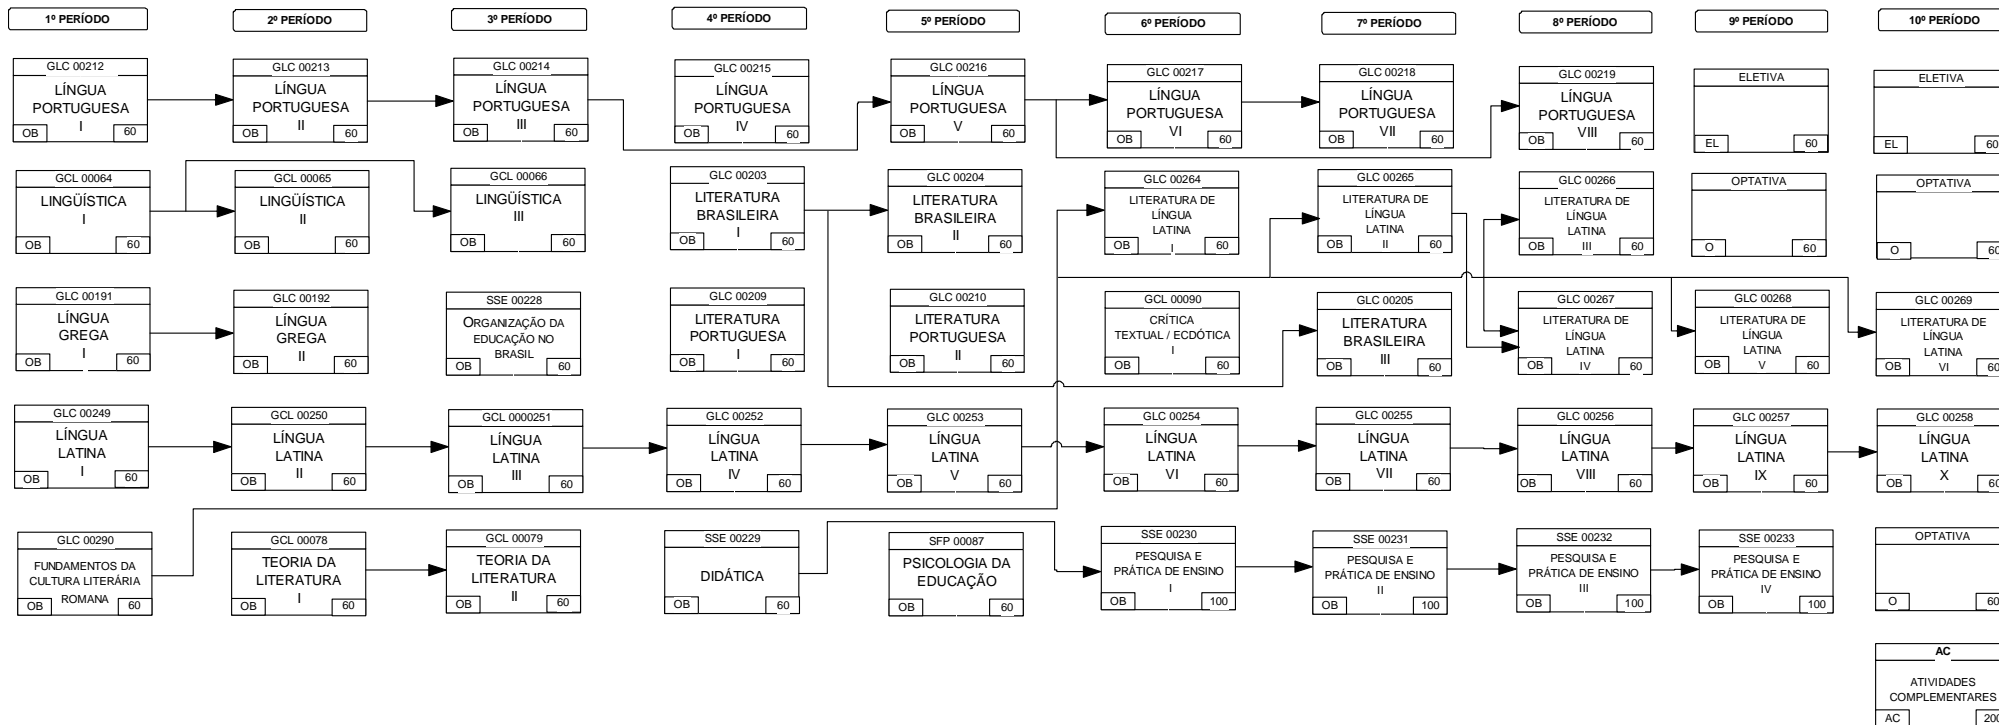 1º PERÍODO
2º PERÍODO
3º PERÍODO
4º PERÍODO
5º PERÍODO
6º PERÍODO
7º PERÍODO
8º PERÍODO
9º PERÍODO
10º PERÍODO
GLC 00212
LÍNGUA
PORTUGUESA
I
OB 60
GLC 00213
LÍNGUA
PORTUGUESA
II
OB 60
GLC 00214
LÍNGUA
PORTUGUESA
III
OB 60
GLC 00215
LÍNGUA
PORTUGUESA
IV
OB 60
GLC 00216
LÍNGUA
PORTUGUESA
V
OB 60
GLC 00217
LÍNGUA
PORTUGUESA
VI
OB 60
GLC 00218
LÍNGUA
PORTUGUESA
VII
OB 60
GLC 00219
LÍNGUA
PORTUGUESA
VIII
OB 60
ELETIVA
EL 60
ELETIVA
EL 60
GCL 00064
LINGÜÍSTICA
I
OB 60
GCL 00065
LINGÜÍSTICA
II
OB 60
GCL 00066
LINGÜÍSTICA
III
OB 60
GLC 00203
LITERATURA
BRASILEIRA
I
OB 60
GLC 00204
LITERATURA
BRASILEIRA
II
OB 60
GLC 00264
LITERATURA DE
LÍNGUA
LATINA
I
OB 60
GLC 00265
LITERATURA DE
LÍNGUA
LATINA
II
OB 60
GLC 00266
LITERATURA DE
LÍNGUA
LATINA
III
OB 60
OPTATIVA
O 60
OPTATIVA
O 60
GLC 00191
LÍNGUA
GREGA
I
OB 60
GLC 00192
LÍNGUA
GREGA
II
OB 60
SSE 00228
ORGANIZAÇÃO DA
EDUCAÇÃO NO
BRASIL
OB 60
GLC 00209
LITERATURA
PORTUGUESA
I
OB 60
GLC 00210
LITERATURA
PORTUGUESA
II
OB 60
GCL 00090
CRÍTICA
TEXTUAL / ECDÓTICA
I
OB 60
GLC 00205
LITERATURA
BRASILEIRA
III
OB 60
GLC 00267
LITERATURA DE
LÍNGUA
LATINA
IV
OB 60
GLC 00268
LITERATURA DE
LÍNGUA
LATINA
V
OB 60
GLC 00269
LITERATURA DE
LÍNGUA
LATINA
VI
OB 60
GLC 00249
LÍNGUA
LATINA
I
OB 60
GCL 00250
LÍNGUA
LATINA
II
OB 60
GCL 0000251
LÍNGUA
LATINA
III
OB 60
GLC 00252
LÍNGUA
LATINA
IV
OB 60
GLC 00253
LÍNGUA
LATINA
V
OB 60
GLC 00254
LÍNGUA
LATINA
VI
OB 60
GLC 00255
LÍNGUA
LATINA
VII
OB 60
GLC 00256
LÍNGUA
LATINA
VIII
OB 60
GLC 00257
LÍNGUA
LATINA
IX
OB 60
GLC 00258
LÍNGUA
LATINA
X
OB 60
GLC 00290
FUNDAMENTOS DA
CULTURA LITERÁRIA
ROMANA
OB 60
GCL 00078
TEORIA DA
LITERATURA
I
OB 60
GCL 00079
TEORIA DA
LITERATURA
II
OB 60
SSE 00229
DIDÁTICA
OB 60
SFP 00087
PSICOLOGIA DA
EDUCAÇÃO
OB 60
SSE 00230
PESQUISA E
PRÁTICA DE ENSINO
I
OB 100
SSE 00231
PESQUISA E
PRÁTICA DE ENSINO
II
OB 100
SSE 00232
PESQUISA E
PRÁTICA DE ENSINO
III
OB 100
SSE 00233
PESQUISA E
PRÁTICA DE ENSINO
IV
OB 100
OPTATIVA
O 60
AC
ATIVIDADES
COMPLEMENTARES
AC 200